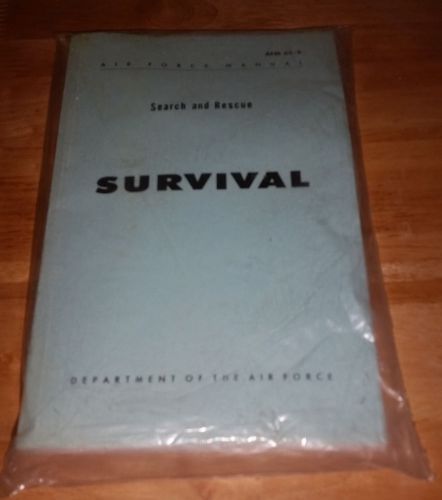 AIR FORCE MANUAL
Search and Rescue
SURVIVAL
DEPARTMENT OF THE AIR FORCE